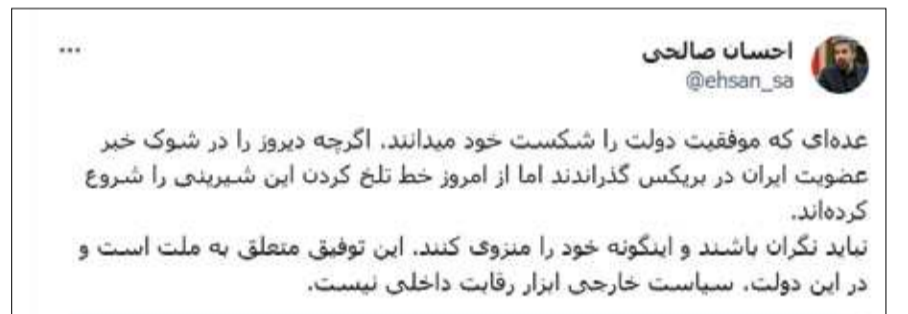 احسان صالحی
@ehsan_sa
عده‌ای که موفقیت دولت را شکست خود میدانند، اگرچه دیروز را در شوک خبر
عضویت ایران در بریکس گذراندند اما از امروز خط تلخ کردن این شیرینی را شروع
کرده‌اند.
نباید نگران باشند و اینگونه خود را منزوی کنند. این توفیق متعلق به ملت است و
در این دولت، سیاست خارجی ابزار رقابت داخلی نیست.